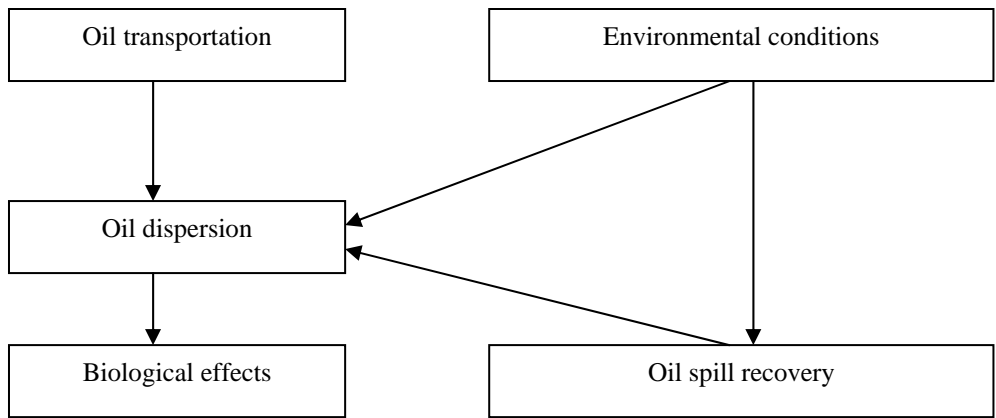 Oil transportation
Environmental conditions
Oil dispersion
Biological effects
Oil spill recovery